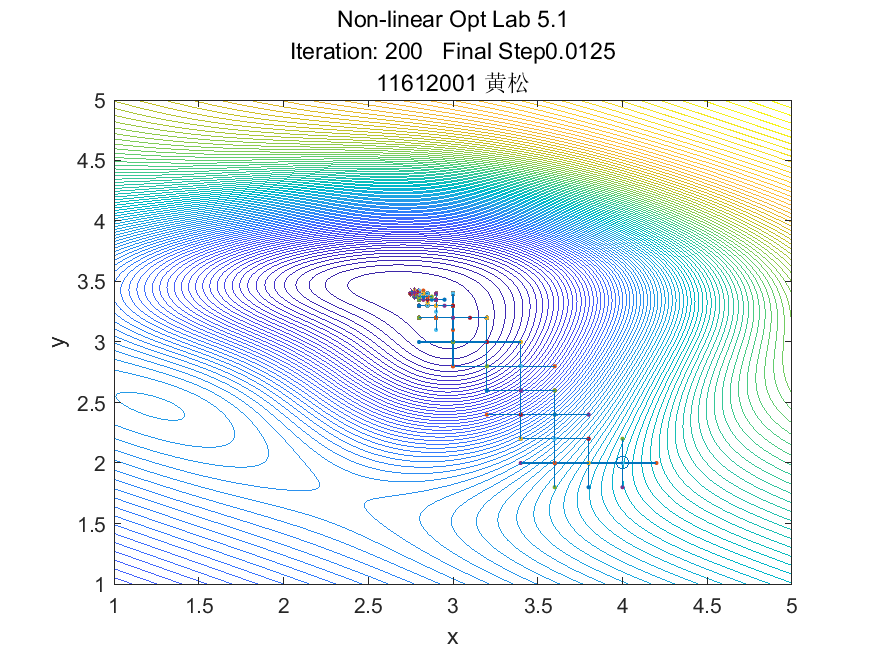 Non-linear Opt Lab 5.1
Iteration: 200 Final Step0.0125
11612001 黄松
5
4.5
4
3.5
3
2.5
2
1.5
1
y
1 1.5 2 2.5 3 3.5 4 4.5 5
x